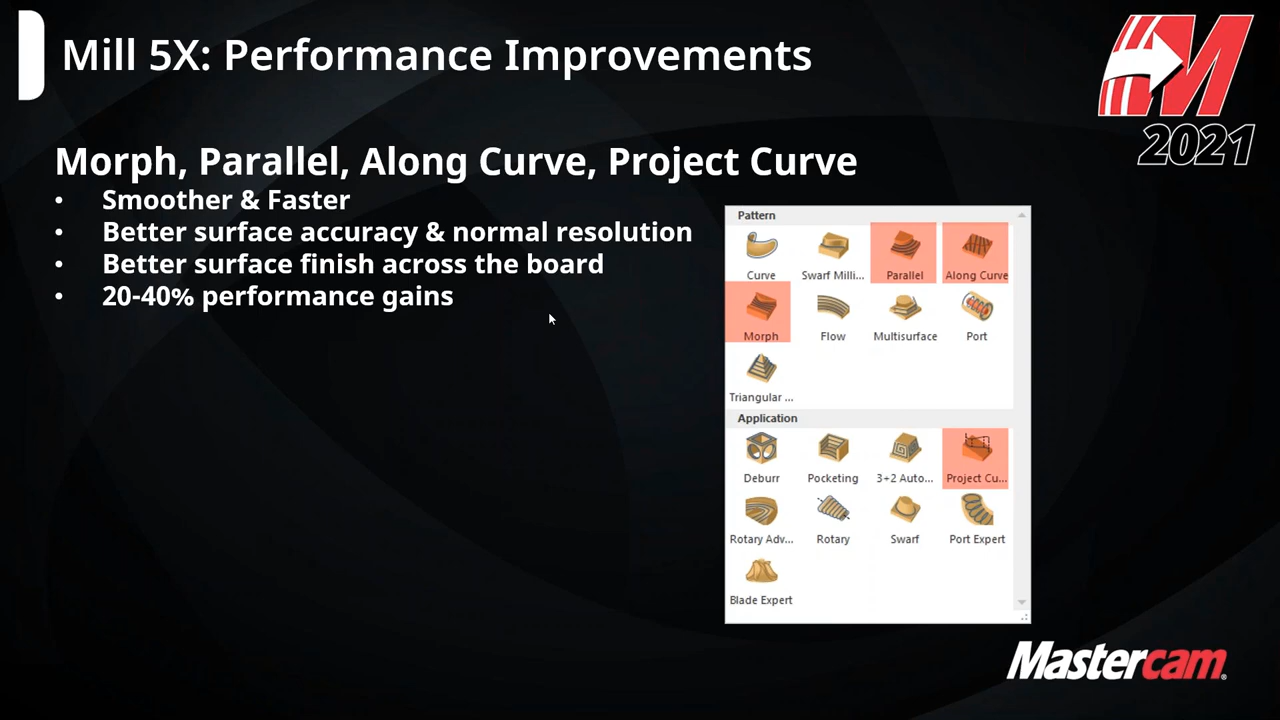 Mill 5X: Performance Improvements
2021
Morph, Parallel, Along Curve, Project Curve
• Smoother & Faster
• Better surface accuracy & normal resolution
• Better surface finish across the board
• 20-40% performance gains
Pattern
Curve Swarf Milli... Parallel Along Curve
Morph Flow Multisurface Port
Triangular ...
Application
Deburr Pocketing 3+2 Auto... Project Cu...
Rotary Adv... Rotary Swarf Port Expert
Blade Expert
Mastercam®